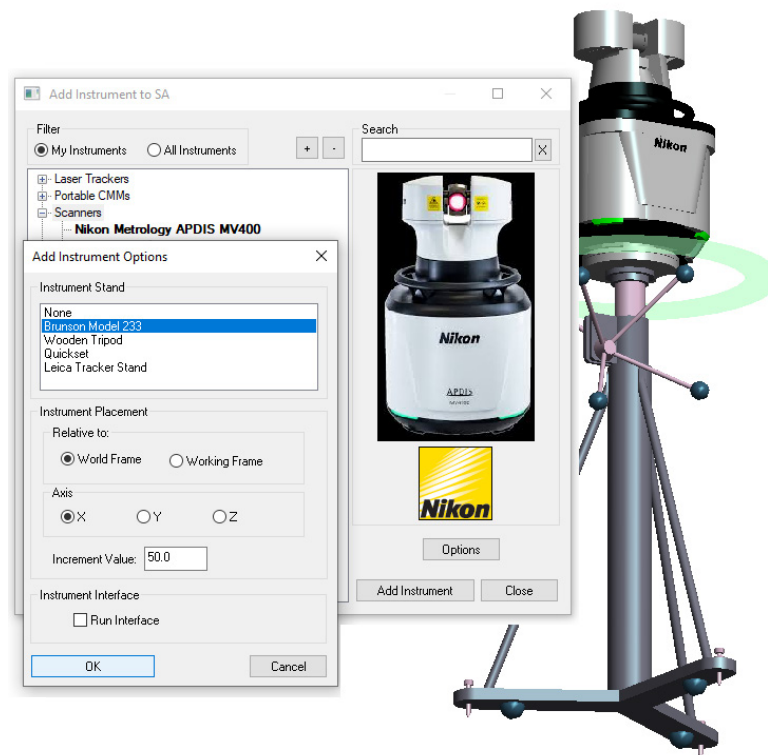 Add Instrument to SA
Filter
My Instruments
All Instruments
+
-
Search
X
Laser Trackers
Portable CMMs
Scanners
Nikon Metrology APDIS MV400
Add Instrument Options
Instrument Stand
None
Brunson Model 233
Wooden Tripod
Quickset
Leica Tracker Stand
Instrument Placement
Relative to:
World Frame
Working Frame
Axis
X
Y
Z
Increment Value: 50.0
Instrument Interface
Run Interface
OK
Cancel
Nikon
APDIS
Nikon
Options
Add Instrument
Close
Nikon